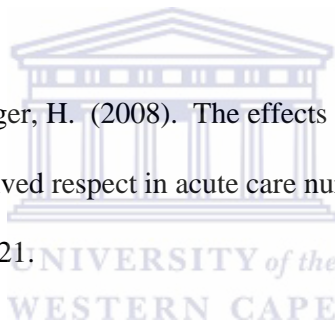 ger, H. (2008). The effects
ved respect in acute care nu
21.
UNIVERSITY of the
WESTERN CAPE